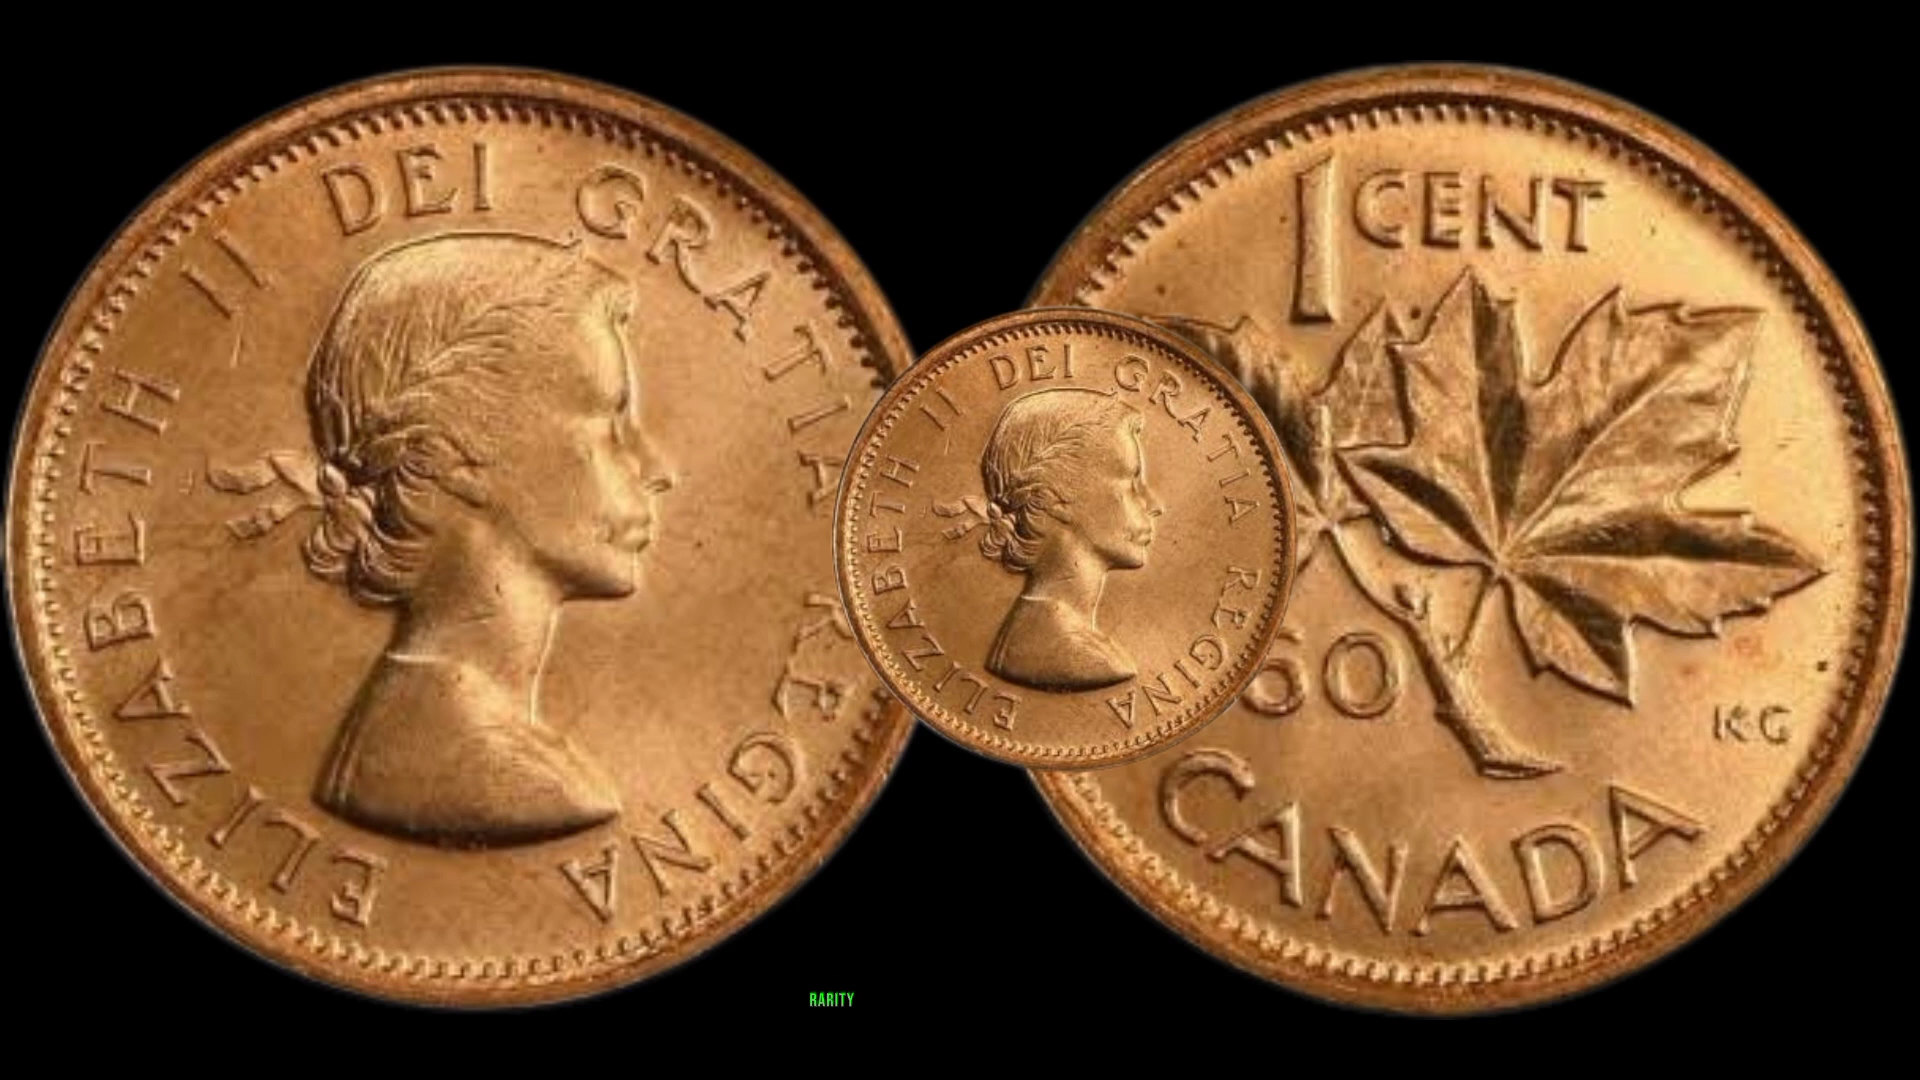 ELIZABETH II DEI GRATIA REGINA
ELIZABETH II DEI GRATIA REGINA
1 CENT
60
KG
CANADA
RARITY